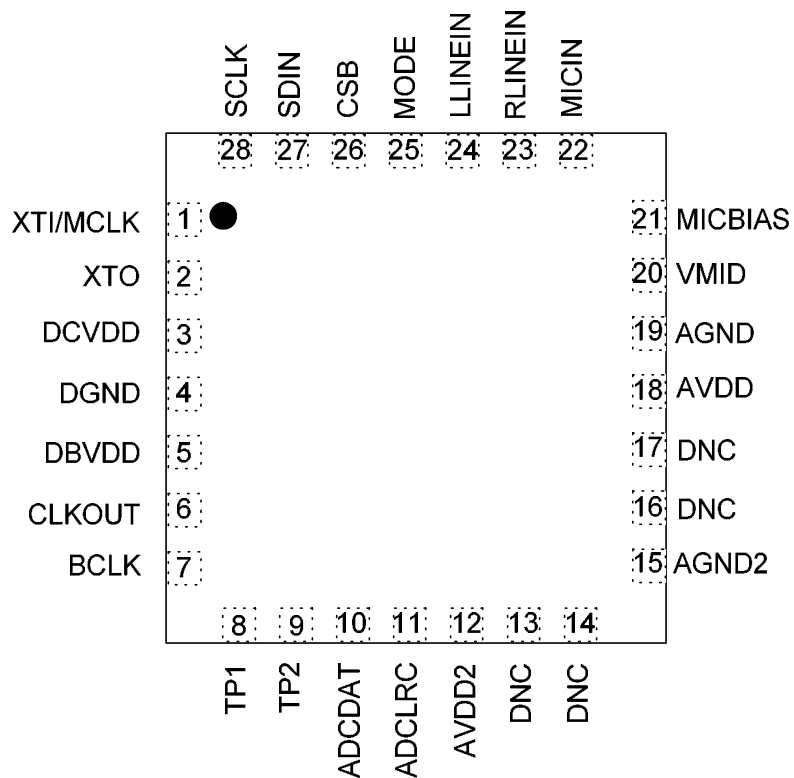 SCLK SDIN CSB MODE LLINEIN RLINEIN MICIN
28 27 26 25 24 23 22
XTI/MCLK 1 21 MICBIAS
XTO 2 20 VMID
DCVDD 3 19 AGND
DGND 4 18 AVDD
DBVDD 5 17 DNC
CLKOUT 6 16 DNC
BCLK 7 15 AGND2
8 9 10 11 12 13 14
TP1 TP2 ADCDAT ADCLRC AVDD2 DNC DNC